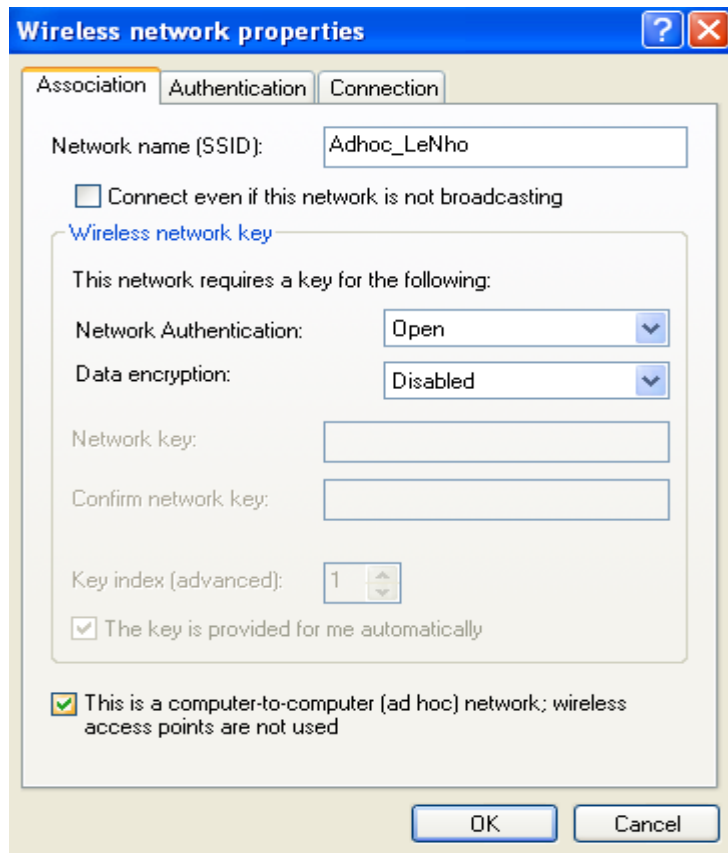 Wireless network properties
Association Authentication Connection
Network name (SSID): Adhoc_LeNho
Connect even if this network is not broadcasting
Wireless network key
This network requires a key for the following:
Network Authentication: Open
Data encryption: Disabled
Network key:
Confirm network key:
Key index (advanced): 1
The key is provided for me automatically
This is a computer-to-computer (ad hoc) network; wireless
access points are not used
OK Cancel